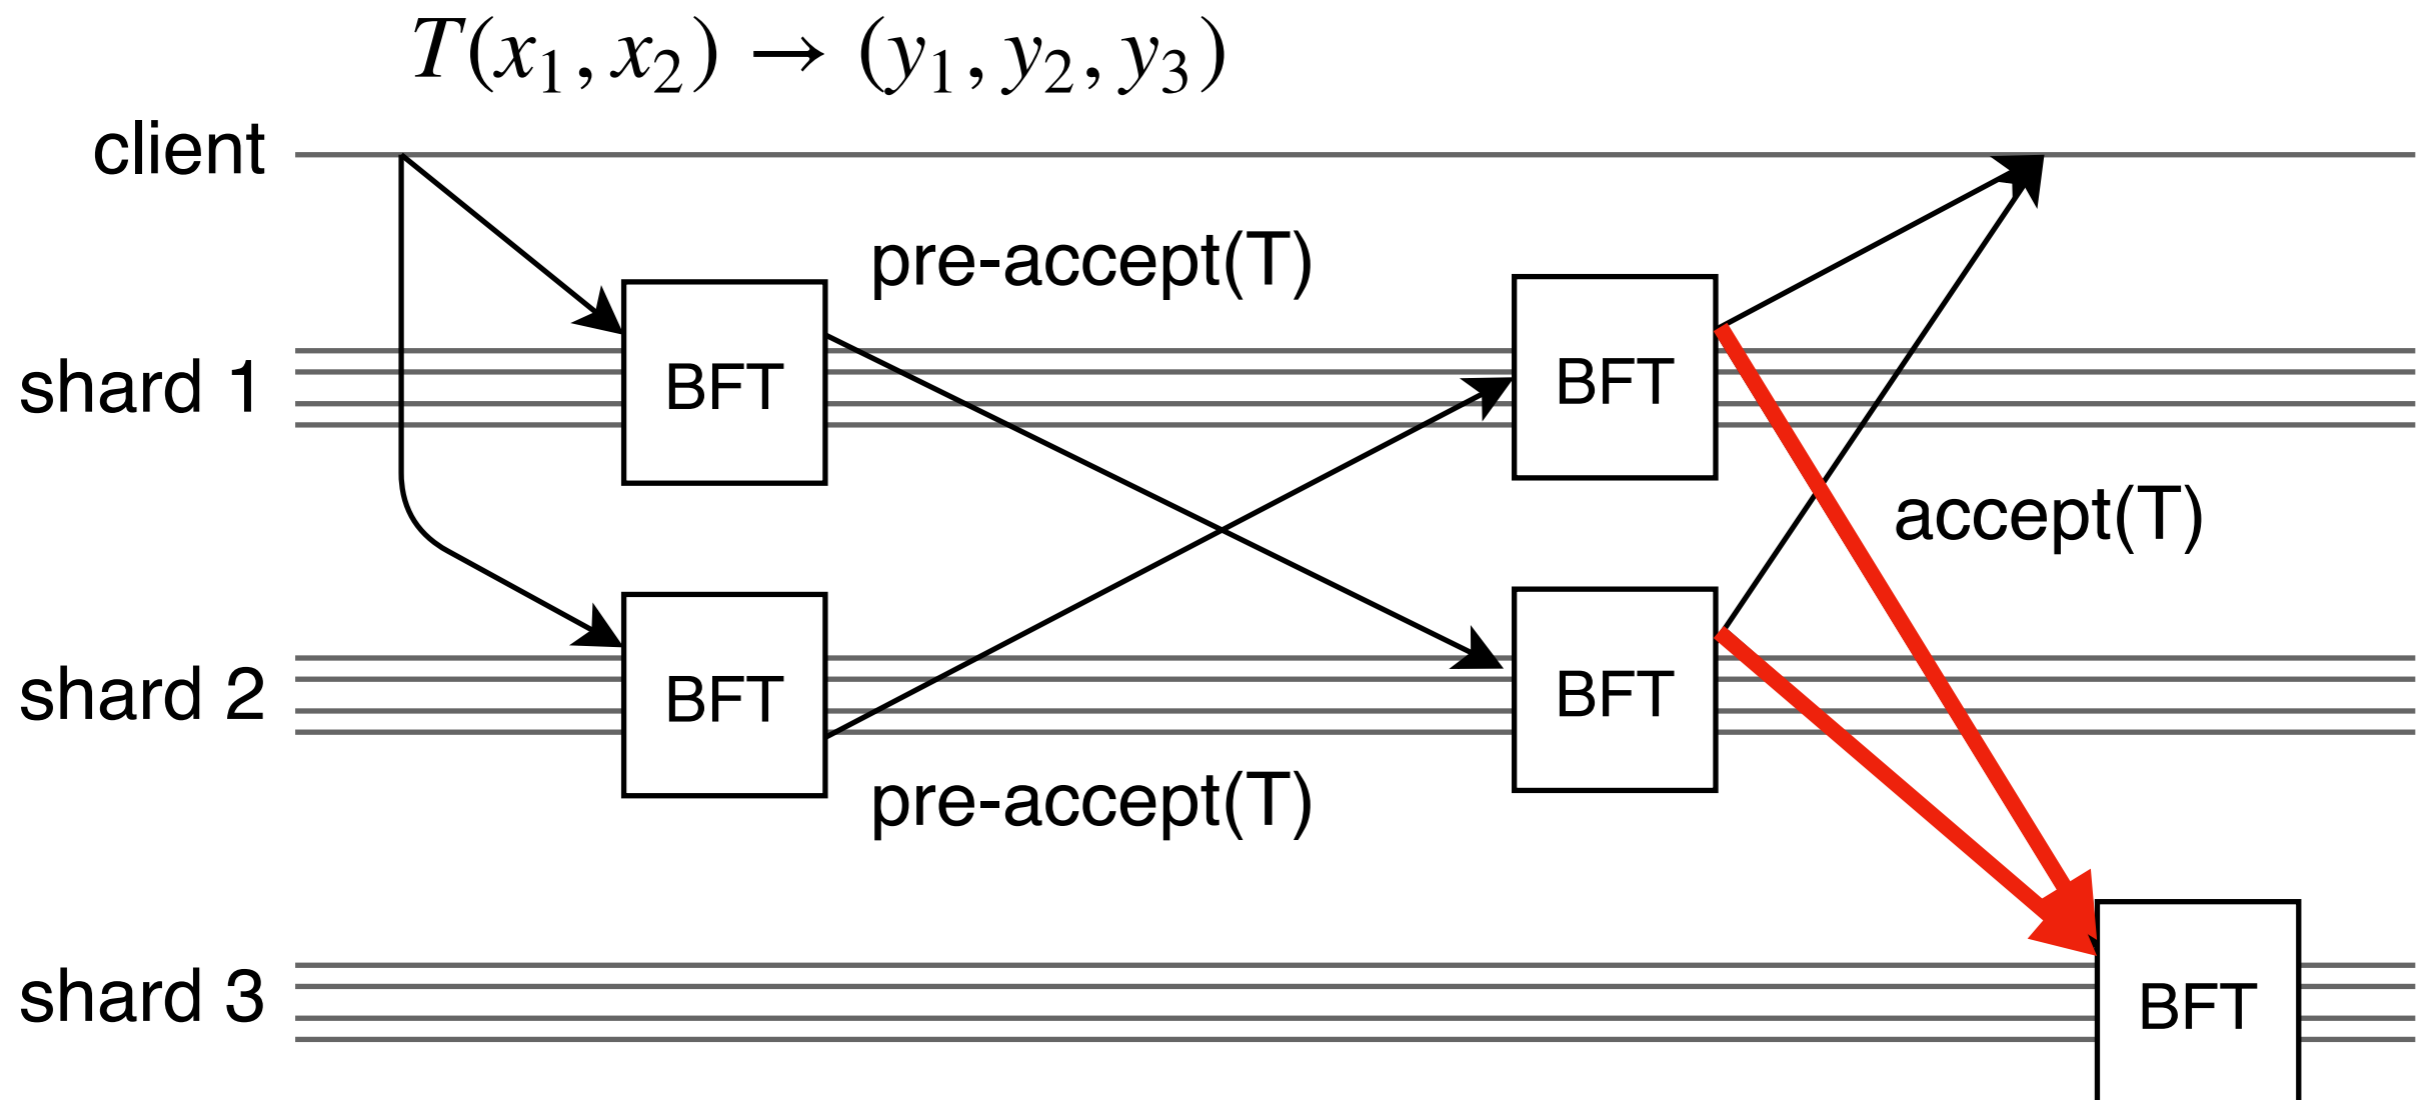 T(x₁, x₂) → (y₁, y₂, y₃)
client
pre-accept(T)
shard 1
BFT
BFT
accept(T)
shard 2
BFT
BFT
pre-accept(T)
shard 3
BFT